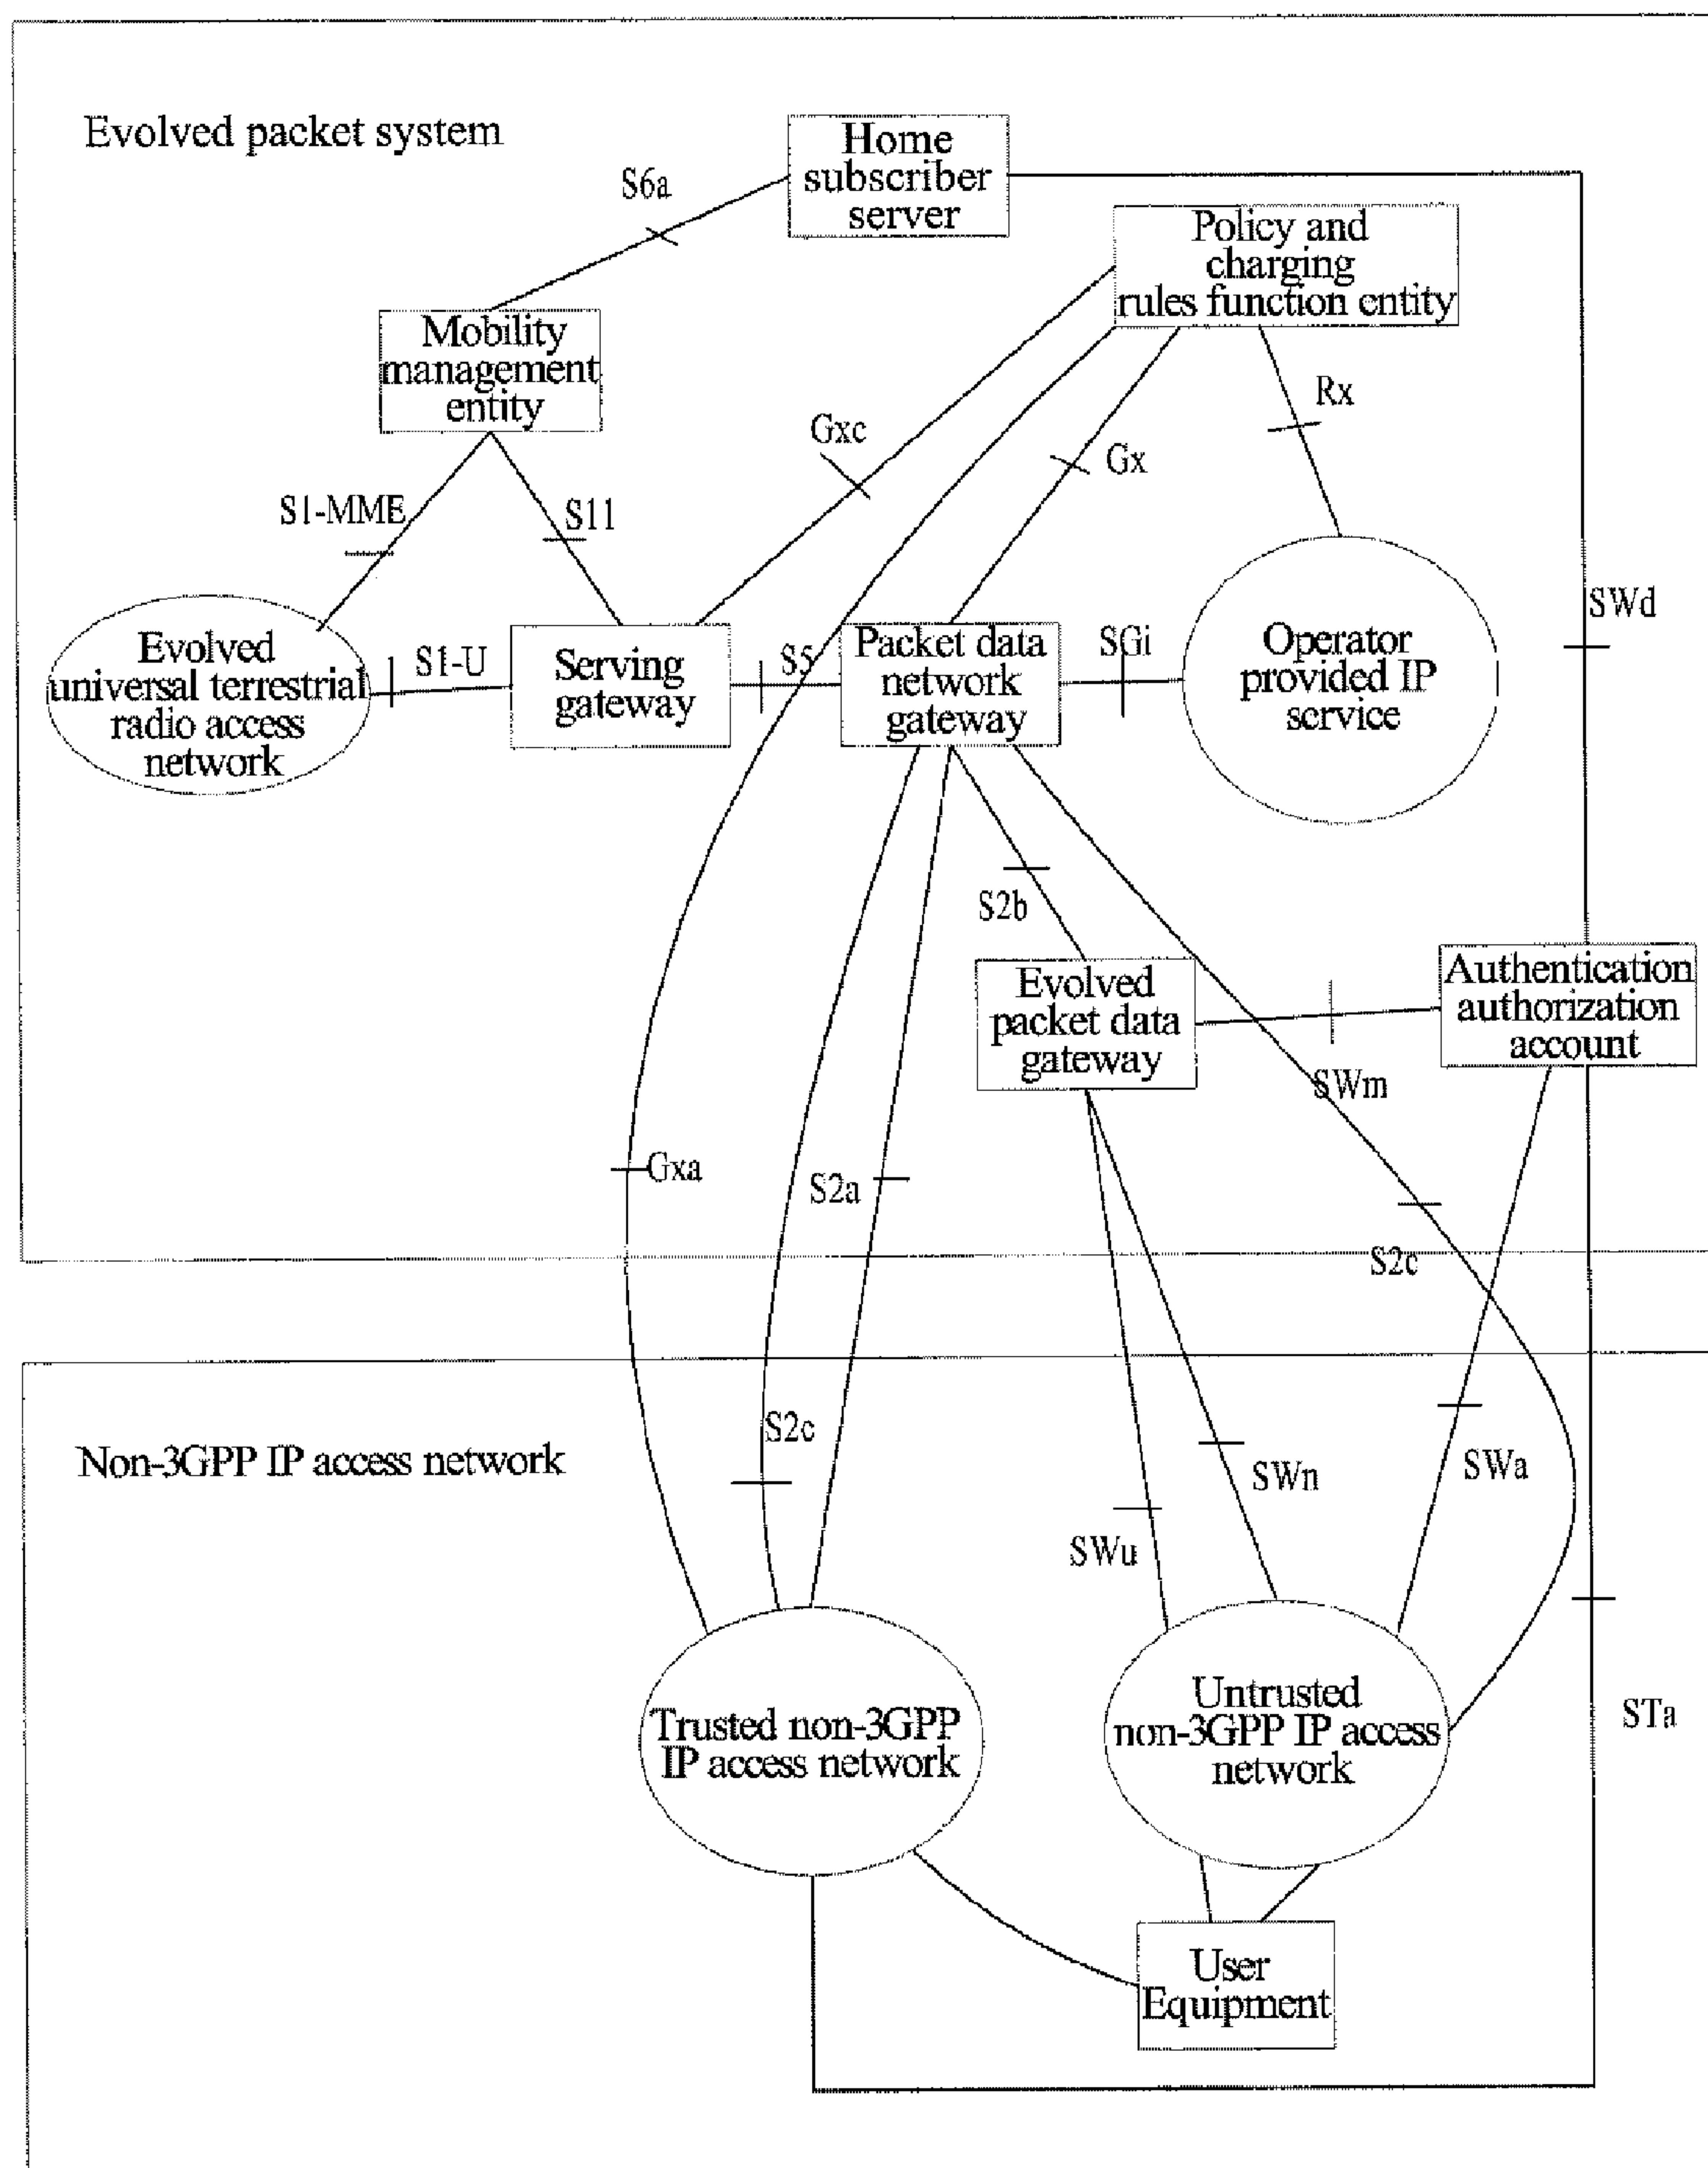 Evolved packet system
Home
subscriber
server
S6a
Policy and
charging
rules function entity
Mobility
management
entity
Rx
Gxc
Gx
S1-MME
S11
SWd
Evolved
universal terrestrial
radio access
network
S1-U
Serving
gateway
S5
Packet data
network
gateway
SGi
Operator
provided IP
service
S2b
Evolved
packet data
gateway
Authentication
authorization
account
SWm
Gxa
S2a
S2c
Non-3GPP IP access network
S2c
SWn
SWa
SWu
Trusted non-3GPP
IP access network
Untrusted
non-3GPP IP access
network
STa
User
Equipment